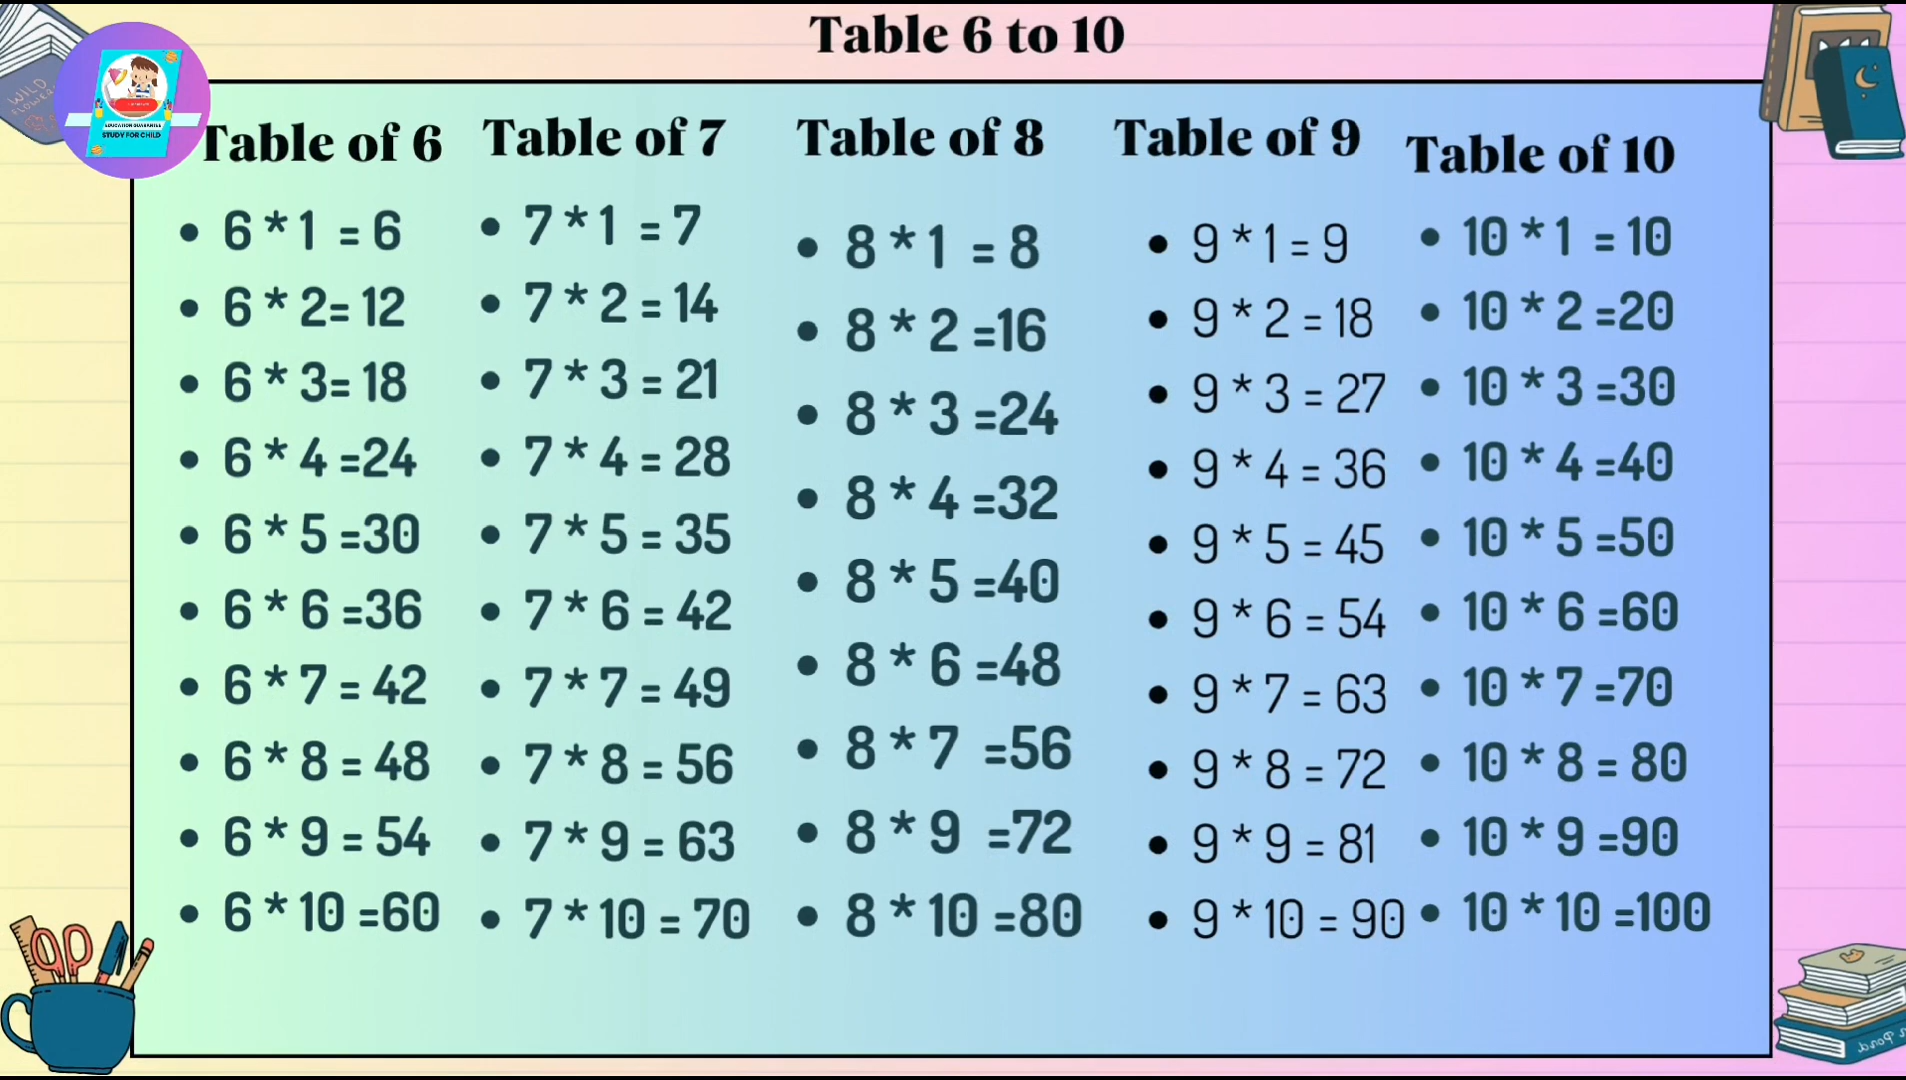 Table 6 to 10
WILD
FLOWER
EDUCATION GUARANTEE
STUDY FOR CHILD
Table of 6
6 * 1 = 6
6 * 2= 12
6 * 3= 18
6 * 4 =24
6 * 5 =30
6 * 6 =36
6 * 7 = 42
6 * 8 = 48
6 * 9 = 54
6 * 10 =60
Table of 7
7 * 1 = 7
7 * 2 = 14
7 * 3 = 21
7 * 4 = 28
7 * 5 = 35
7 * 6 = 42
7 * 7 = 49
7 * 8 = 56
7 * 9 = 63
7 * 10 = 70
Table of 8
8 * 1 = 8
8 * 2 =16
8 * 3 =24
8 * 4 =32
8 * 5 =40
8 * 6 =48
8 * 7 =56
8 * 9 =72
8 * 10 =80
Table of 9
9 * 1 = 9
9 * 2 = 18
9 * 3 = 27
9 * 4 = 36
9 * 5 = 45
9 * 6 = 54
9 * 7 = 63
9 * 8 = 72
9 * 9 = 81
9 * 10 = 90
Table of 10
10 * 1 = 10
10 * 2 =20
10 * 3 =30
10 * 4 =40
10 * 5 =50
10 * 6 =60
10 * 7 =70
10 * 8 = 80
10 * 9 =90
10 * 10 =100